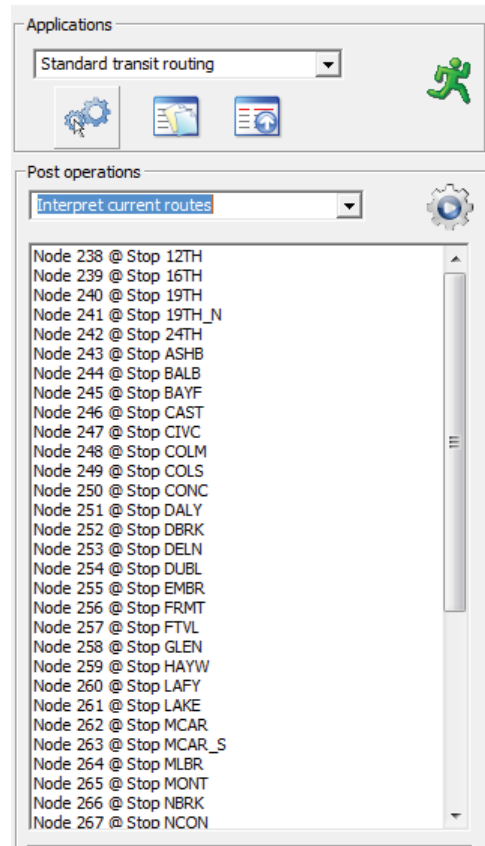 Applications
Standard transit routing
Post operations
Interpret current routes
Node 238 @ Stop 12TH
Node 239 @ Stop 16TH
Node 240 @ Stop 19TH
Node 241 @ Stop 19TH_N
Node 242 @ Stop 24TH
Node 243 @ Stop ASHB
Node 244 @ Stop BALB
Node 245 @ Stop BAYF
Node 246 @ Stop CAST
Node 247 @ Stop CIVC
Node 248 @ Stop COLM
Node 249 @ Stop COLS
Node 250 @ Stop CONC
Node 251 @ Stop DALY
Node 252 @ Stop DBRK
Node 253 @ Stop DELN
Node 254 @ Stop DUBL
Node 255 @ Stop EMBR
Node 256 @ Stop FRMT
Node 257 @ Stop FTVL
Node 258 @ Stop GLEN
Node 259 @ Stop HAYW
Node 260 @ Stop LAFY
Node 261 @ Stop LAKE
Node 262 @ Stop MCAR
Node 263 @ Stop MCAR_S
Node 264 @ Stop MLBR
Node 265 @ Stop MONT
Node 266 @ Stop NBRK
Node 267 @ Stop NCON